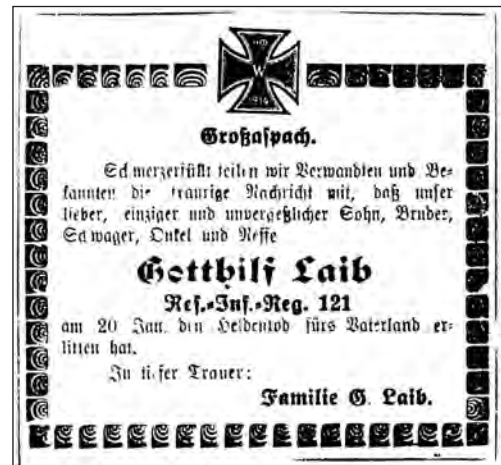 W
1914
Großaspach.
Schmerzerfüllt teilen wir Verwandten und Be-
kannten die traurige Nachricht mit, daß unser
lieber, einziger und unvergeßlicher Sohn, Bruder,
Schwager, Onkel und Neffe
Gotthilf Laib
Res.-Inf.-Reg. 121
am 20 Jan. den Heldentod fürs Vaterland er-
litten hat.
In tiefer Trauer:
Familie G. Laib.